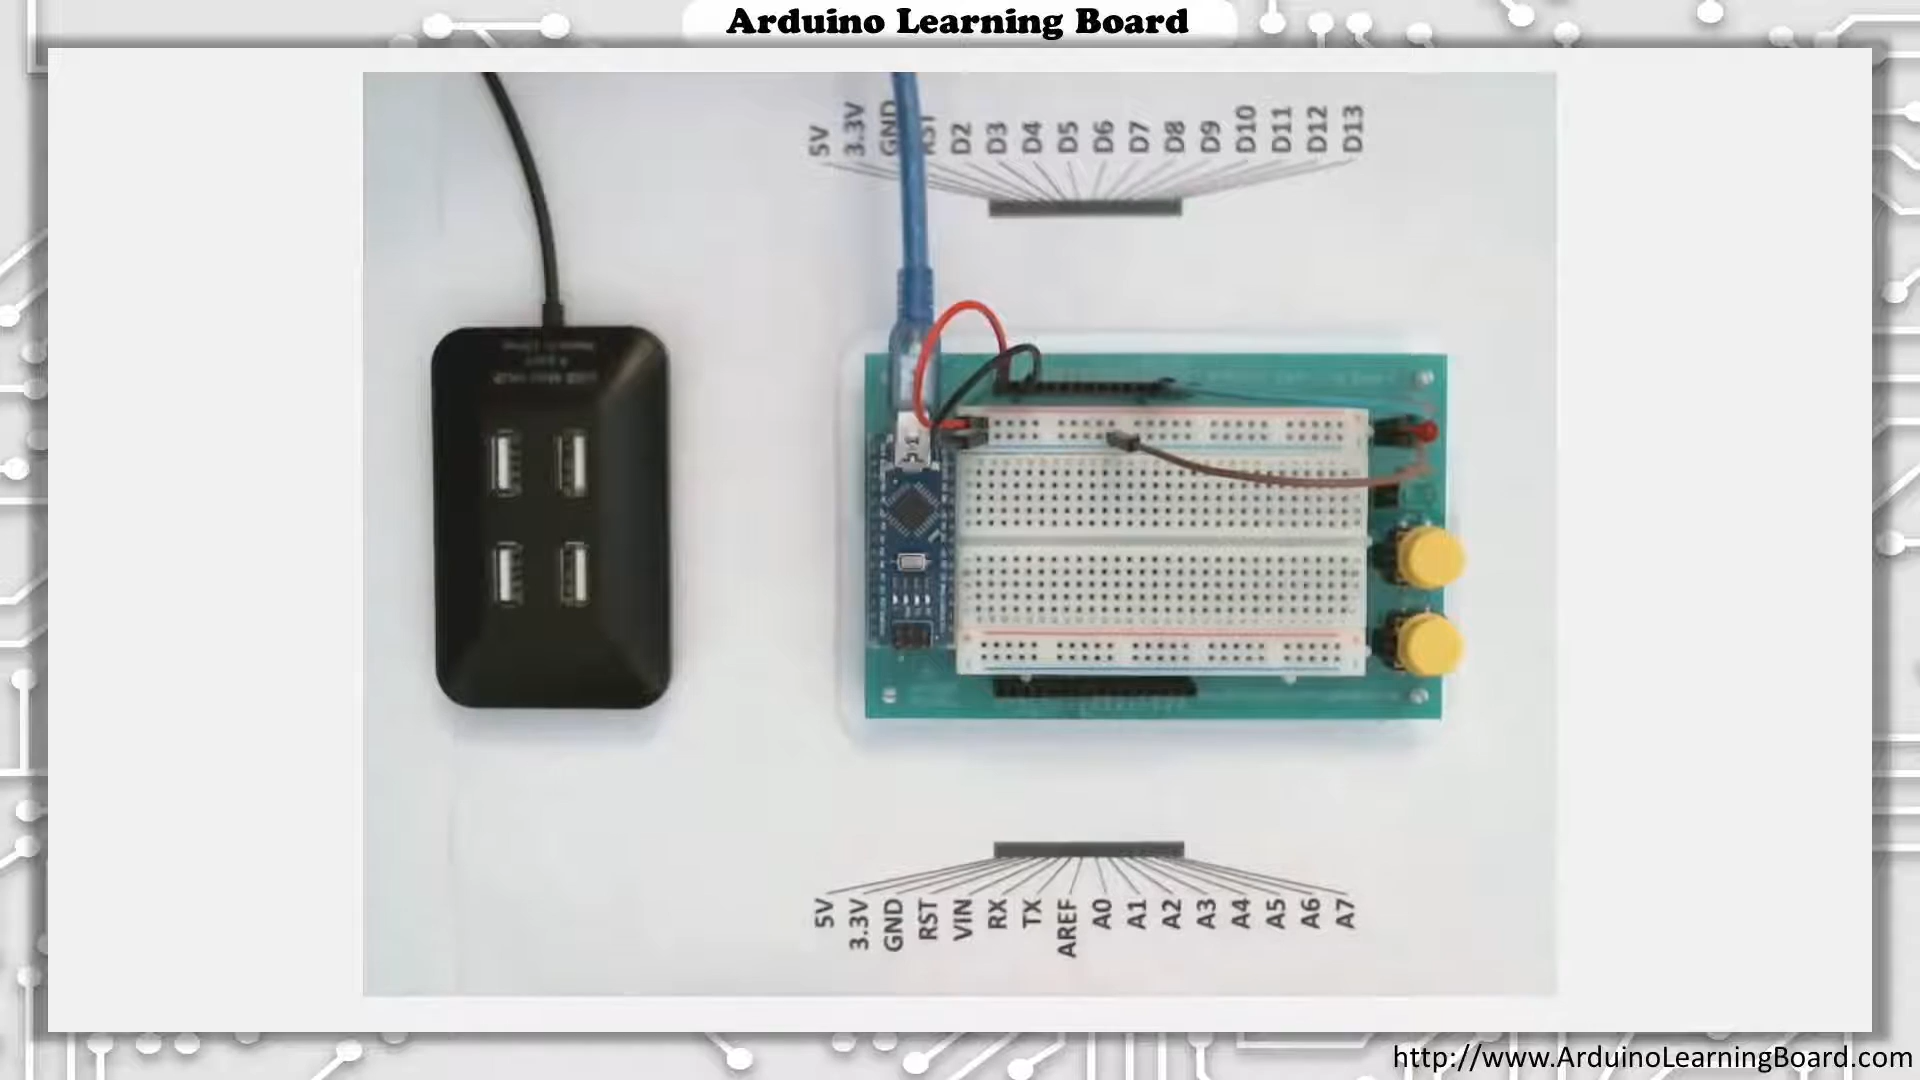 Arduino Learning Board
5V 3.3V GND RST D2 D3 D4 D5 D6 D7 D8 D9 D10 D11 D12 D13
5V 3.3V GND RST VIN RX TX AREF A0 A1 A2 A3 A4 A5 A6 A7
http://www.ArduinoLearningBoard.com